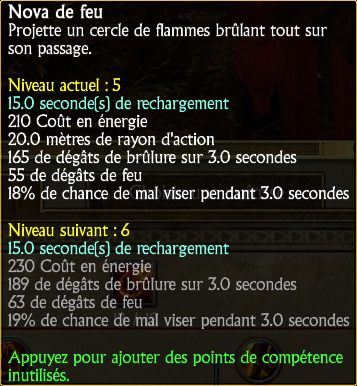 Nova de feu
Projette un cercle de flammes brûlant tout sur
son passage.
Niveau actuel : 5
15.0 seconde(s) de rechargement
210 Coût en énergie
20.0 mètres de rayon d'action
165 de dégâts de brûlure sur 3.0 secondes
55 de dégâts de feu
18% de chance de mal viser pendant 3.0 secondes
Niveau suivant : 6
15.0 seconde(s) de rechargement
230 Coût en énergie
189 de dégâts de brûlure sur 3.0 secondes
63 de dégâts de feu
19% de chance de mal viser pendant 3.0 secondes
Appuyez pour ajouter des points de compétence
inutilisés.